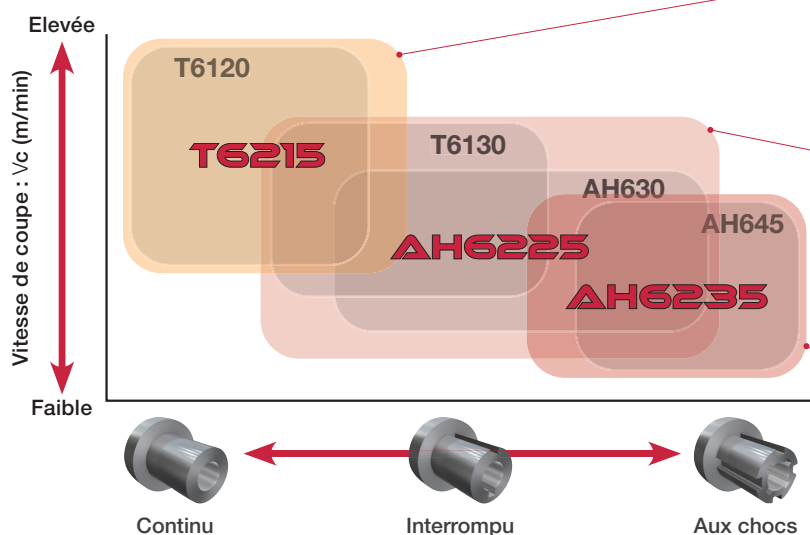 Elevée
T6120
T6215
T6130
AH630
AH645
AH6225
AH6235
Vitesse de coupe : Vc (m/min)
Faible
Continu
Interrompu
Aux chocs